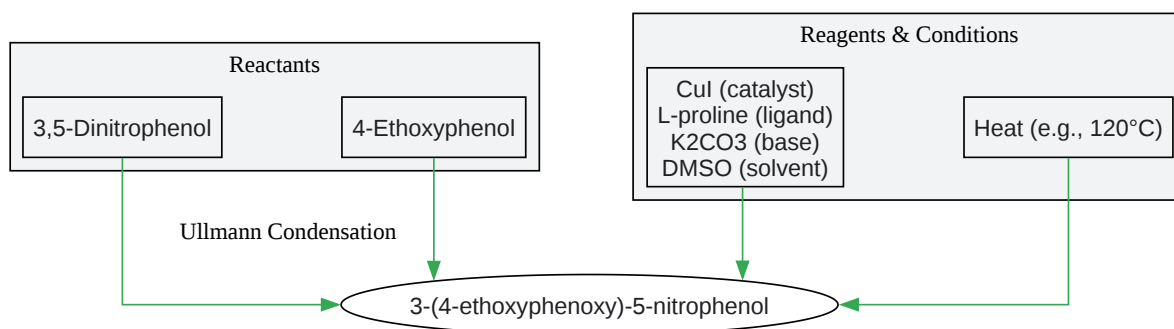 Reactants
3,5-Dinitrophenol
4-Ethoxyphenol
Reagents & Conditions
CuI (catalyst)
L-proline (ligand)
K2CO3 (base)
DMSO (solvent)
Heat (e.g., 120°C)
Ullmann Condensation
3-(4-ethoxyphenoxy)-5-nitrophenol